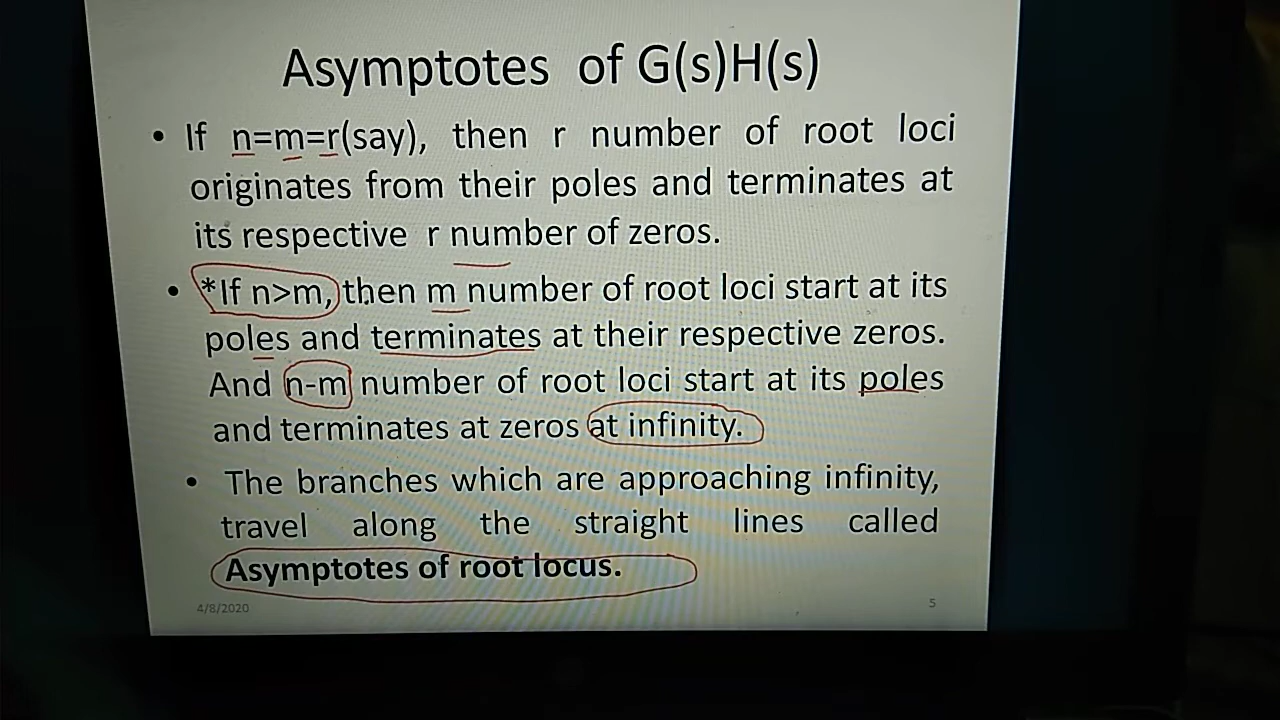 Asymptotes of G(s)H(s)
• If n=m=r(say), then r number of root loci
originates from their poles and terminates at
its respective r number of zeros.
• *If n>m, then m number of root loci start at its
poles and terminates at their respective zeros.
And n-m number of root loci start at its poles
and terminates at zeros at infinity.
• The branches which are approaching infinity,
travel along the straight lines called
Asymptotes of root locus.
4/8/2020
5